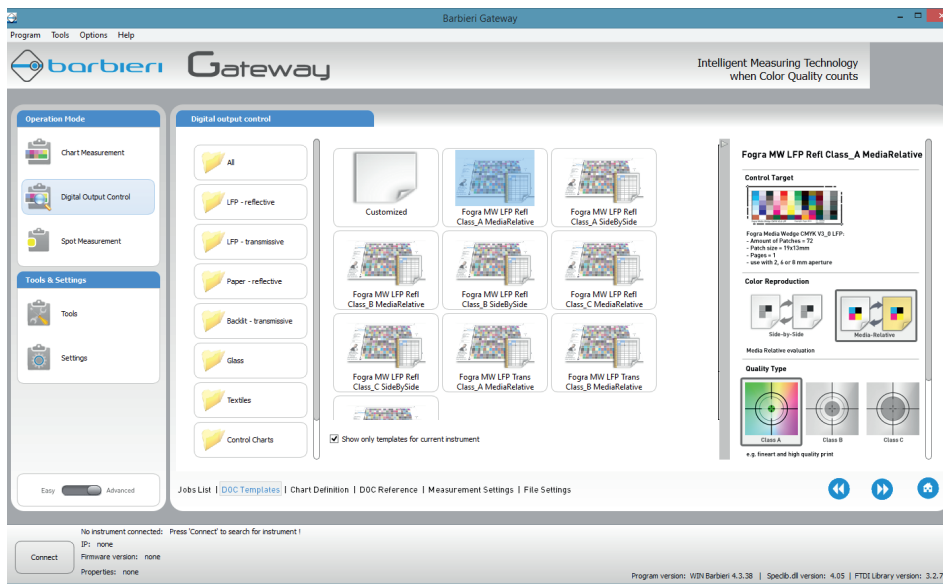 Barbieri Gateway
Program Tools Options Help
barbieri Gateway
Intelligent Measuring Technology
when Color Quality counts
Operation Mode
Chart Measurement
Digital Output Control
Spot Measurement
Tools & Settings
Tools
Settings
Easy Advanced
Digital output control
All
LFP - reflective
LFP - transmissive
Paper - reflective
Backlit - transmissive
Glass
Textiles
Control Charts
Customized
Fogra MW LFP Refl
Class_A MediaRelative
Fogra MW LFP Refl
Class_A SideBySide
Fogra MW LFP Refl
Class_B MediaRelative
Fogra MW LFP Refl
Class_B SideBySide
Fogra MW LFP Refl
Class_C MediaRelative
Fogra MW LFP Refl
Class_C SideBySide
Fogra MW LFP Trans
Class_A MediaRelative
Fogra MW LFP Trans
Class_B MediaRelative
Show only templates for current instrument
Fogra MW LFP Refl Class_A MediaRelative
Control Target
Fogra Media Wedge CMYK V3_0 LFP:
- Amount of Patches = 72
- Patch size = 19x13mm
- Pages = 1
- use with 2, 6 or 8 mm aperture
Color Reproduction
Side-by-Side
Media-Relative
Media Relative evaluation
Quality Type
Class A
Class B
Class C
e.g. fineart and high quality print
Jobs List | DOC Templates | Chart Definition | DOC Reference | Measurement Settings | File Settings
Connect
No instrument connected: Press 'Connect' to search for instrument !
IP: none
Firmware version: none
Properties: none
Program version: WIN Barbieri 4.3.38 | Speclib.dll version: 4.05 | FTDI Library version: 3.2.7